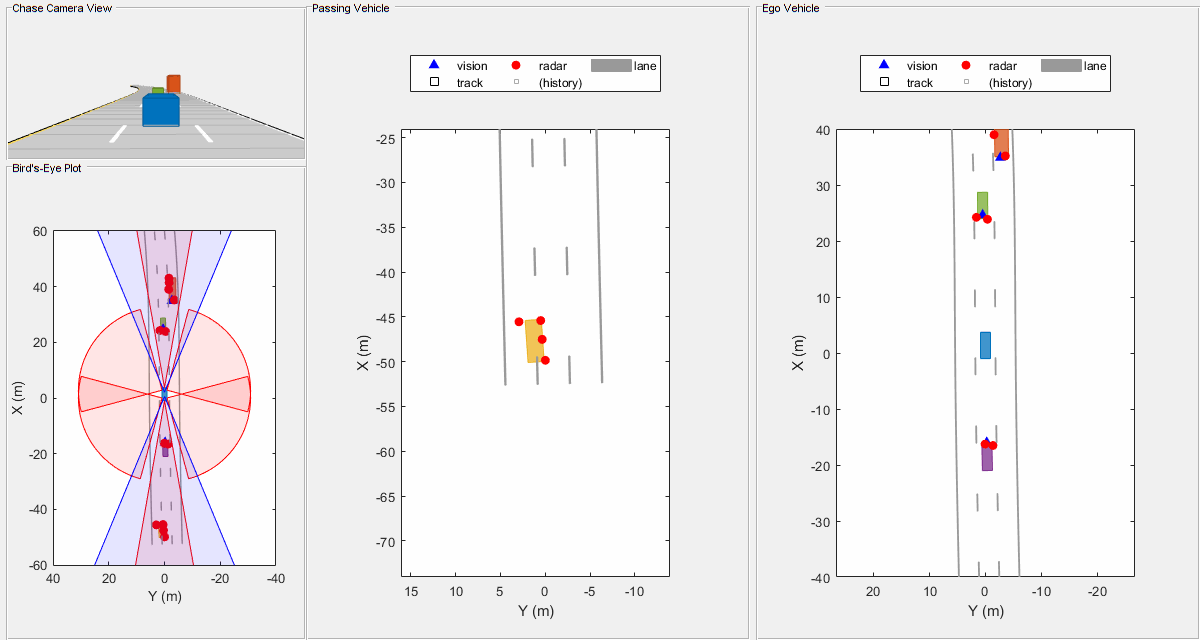 Chase Camera View
Bird's-Eye Plot
60
40
20
0
-20
-40
-60
X (m)
40
20
0
-20
-40
Y (m)
Passing Vehicle
vision
radar
lane
track
(history)
-25
-30
-35
-40
-45
-50
-55
-60
-65
-70
X (m)
15
10
5
0
-5
-10
Y (m)
Ego Vehicle
vision
radar
lane
track
(history)
40
30
20
10
0
-10
-20
-30
-40
X (m)
20
10
0
-10
-20
Y (m)